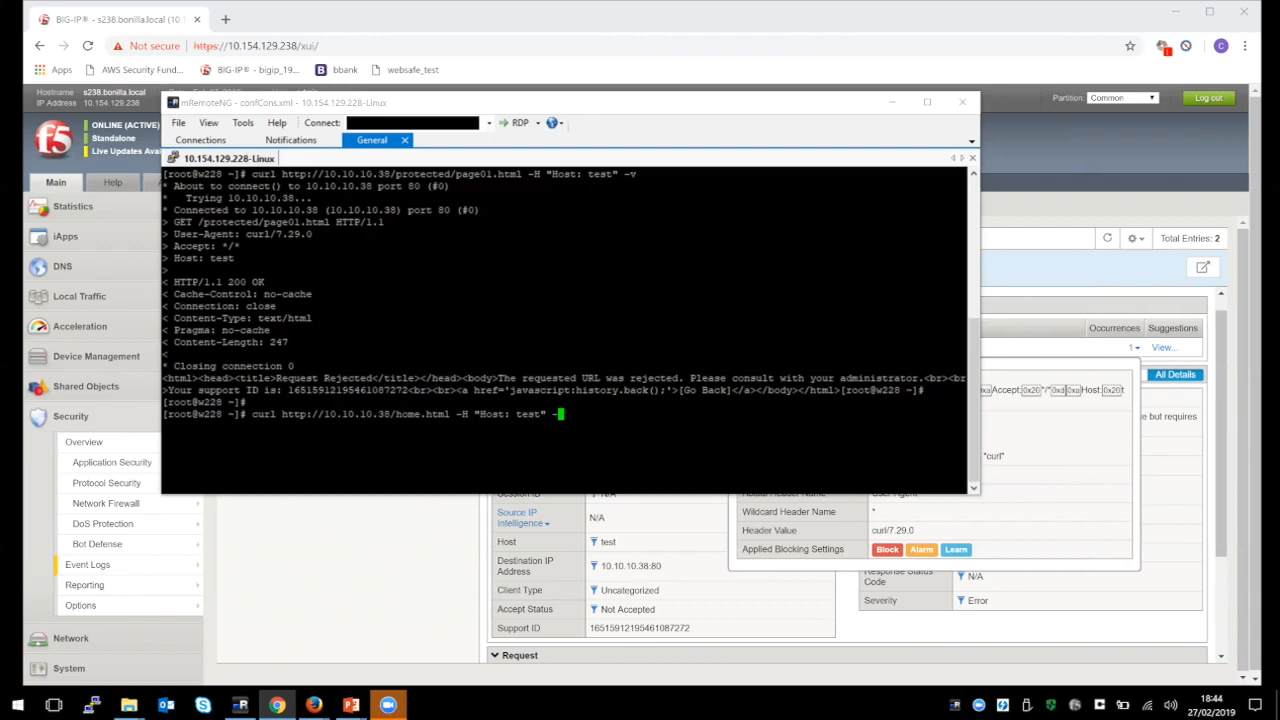 BIG-IP® - s238.bonilla.local (10.1
Not secure
https://10.154.129.238/xui/
C
Apps
AWS Security Fund...
BIG-IP® - bigip_19...
bbank
websafe_test
Hostname s238.bonilla.local
IP Address 10.154.129.238
Partition: Common
Log out
f5
ONLINE (ACTIVE)
Standalone
Live Updates Ava
Main
Help
Statistics
iApps
DNS
Local Traffic
Acceleration
Device Management
Shared Objects
Security
Overview
Application Security
Protocol Security
Network Firewall
DoS Protection
Bot Defense
Event Logs
Reporting
Options
Network
System
mRemoteNG - confCons.xml - 10.154.129.228-Linux
File View Tools Help Connect: RDP
Connections Notifications General
10.154.129.228-Linux
[root@w228 ~]# curl http://10.10.10.38/protected/page01.html -H "Host: test" -v
* About to connect() to 10.10.10.38 port 80 (#0)
*   Trying 10.10.10.38...
* Connected to 10.10.10.38 (10.10.10.38) port 80 (#0)
> GET /protected/page01.html HTTP/1.1
> User-Agent: curl/7.29.0
> Accept: */*
> Host: test
>
< HTTP/1.1 200 OK
< Cache-Control: no-cache
< Connection: close
< Content-Type: text/html
< Pragma: no-cache
< Content-Length: 247
<
* Closing connection 0
<html><head><title>Request Rejected</title></head><body>The requested URL was rejected. Please consult with your administrator.<br><br
>Your support ID is: 16515912195461087272<br><br><a href='javascript:history.back();'>[Go Back]</a></body></html>[root@w228 ~]#
[root@w228 ~]#
[root@w228 ~]# curl http://10.10.10.38/home.html -H "Host: test" -
Total Entries: 2
Occurrences Suggestions
1 View...
All Details
0xa Accept: 0x20 */* 0xd 0xa Host: 0x20 t
e but requires
"curl"
Wildcard Header Name *
Header Value curl/7.29.0
Applied Blocking Settings Block Alarm Learn
N/A
Source IP Intelligence N/A
Host test
Destination IP Address 10.10.10.38:80
Client Type Uncategorized
Accept Status Not Accepted
Support ID 16515912195461087272
Response Status Code N/A
Severity Error
Request
18:44
27/02/2019